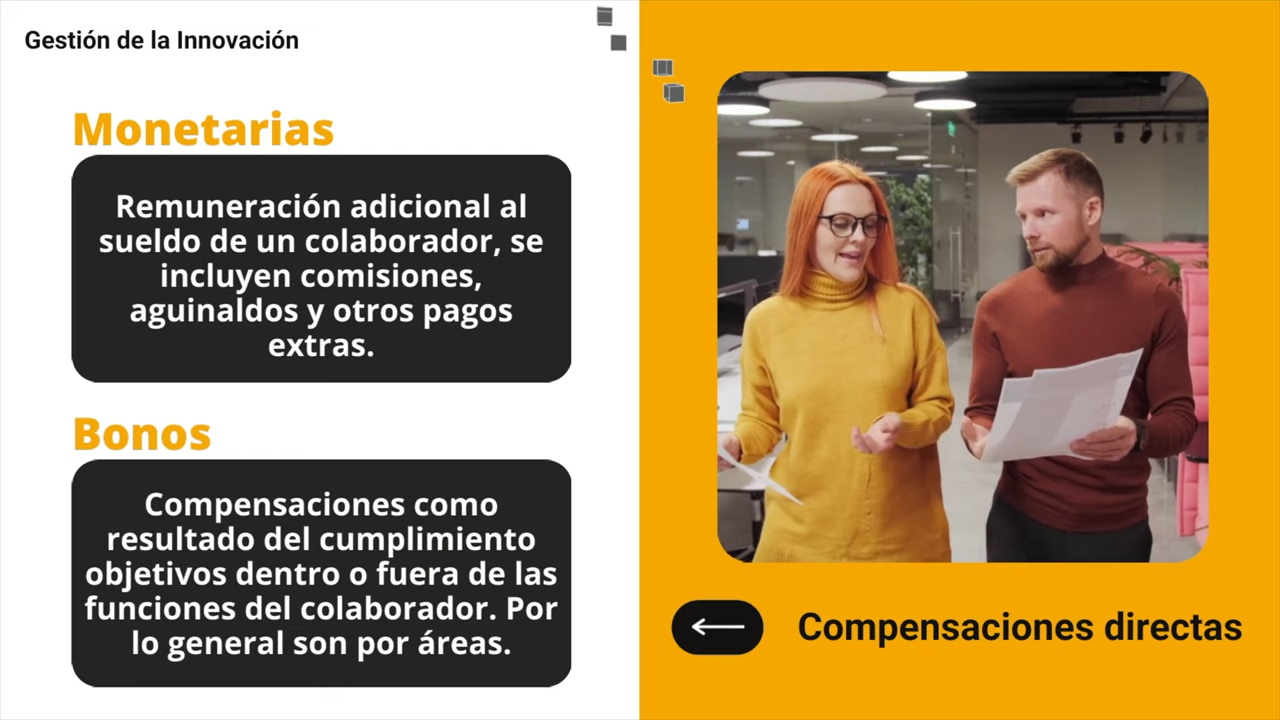 Gestión de la Innovación
Monetarias
Remuneración adicional al
sueldo de un colaborador, se
incluyen comisiones,
aguinaldos y otros pagos
extras.
Bonos
Compensaciones como
resultado del cumplimiento
objetivos dentro o fuera de las
funciones del colaborador. Por
lo general son por áreas.
Compensaciones directas